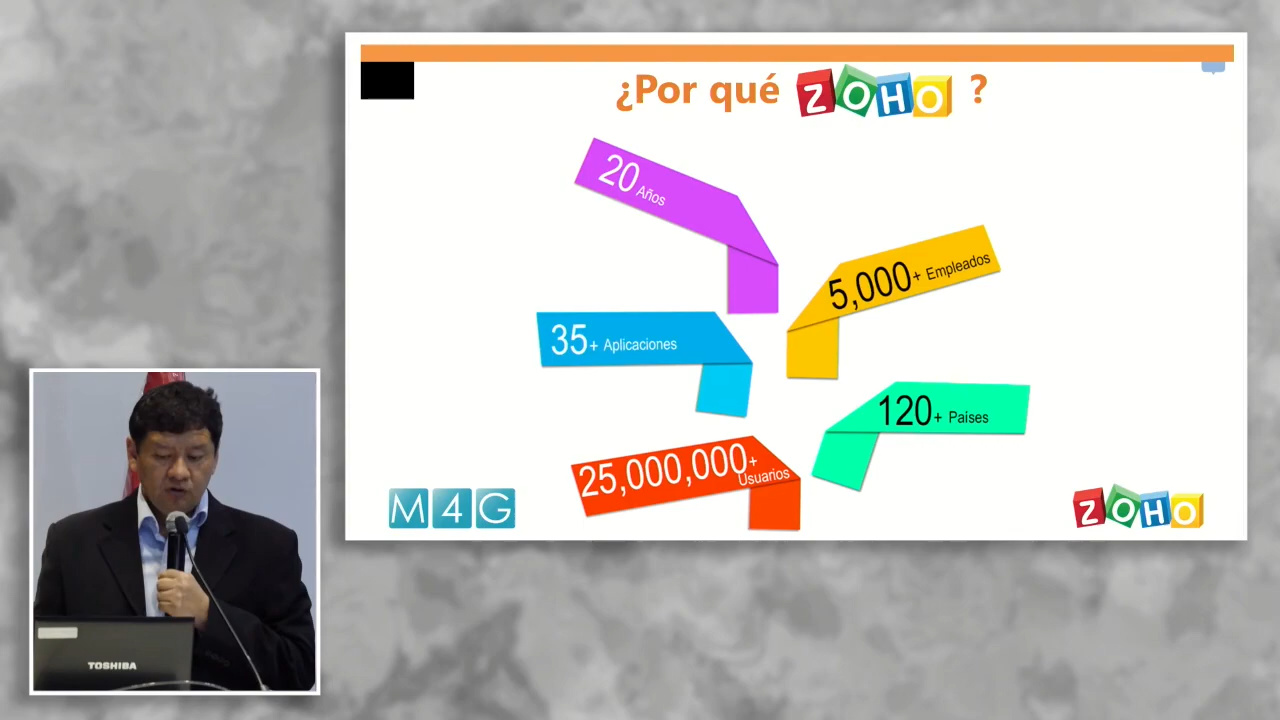 ¿Por qué ZOHO ?
20 Años
5,000+ Empleados
35+ Aplicaciones
120+ Paises
25,000,000+ Usuarios
M4G
ZOHO
TOSHIBA